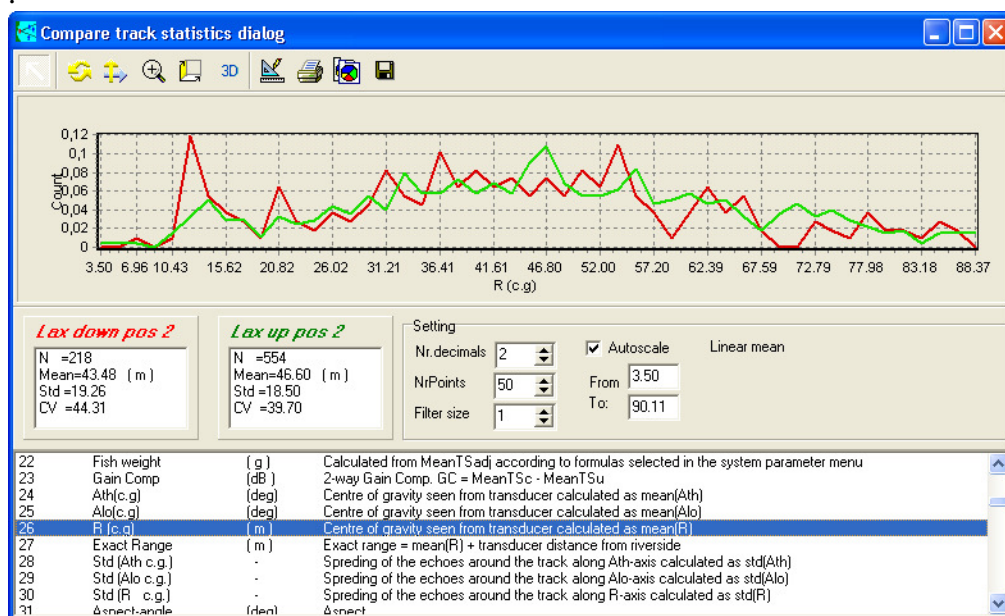 Compare track statistics dialog
3D
0,12
0,1
0,08
0,06
0,04
0,02
0
Count
3.50 6.96 10.43 15.62 20.82 26.02 31.21 36.41 41.61 46.80 52.00 57.20 62.39 67.59 72.79 77.98 83.18 88.37
R (c.g)
Lax down pos 2
N =218
Mean=43.48 ( m )
Std =19.26
CV =44.31
Lax up pos 2
N =554
Mean=46.60 ( m )
Std =18.50
CV =39.70
Setting
Nr.decimals 2
NrPoints 50
Filter size 1
Autoscale
From 3.50
To: 90.11
Linear mean
22 Fish weight ( g ) Calculated from MeanTSadj according to formulas selected in the system parameter menu
23 Gain Comp (dB ) 2-way Gain Comp. GC = MeanTSc - MeanTSu
24 Ath(c.g) (deg) Centre of gravity seen from transducer calculated as mean(Ath)
25 Alo(c.g) (deg) Centre of gravity seen from transducer calculated as mean(Alo)
26 R (c.g) ( m ) Centre of gravity seen from transducer calculated as mean(R)
27 Exact Range ( m ) Exact range = mean(R) + transducer distance from riverside
28 Std (Ath c.g.) - Spreding of the echoes around the track along Ath-axis calculated as std(Ath)
29 Std (Alo c.g.) - Spreding of the echoes around the track along Alo-axis calculated as std(Alo)
30 Std (R c.g.) - Spreding of the echoes around the track along R-axis calculated as std(R)
31 Aspect-angle (deg) Aspect